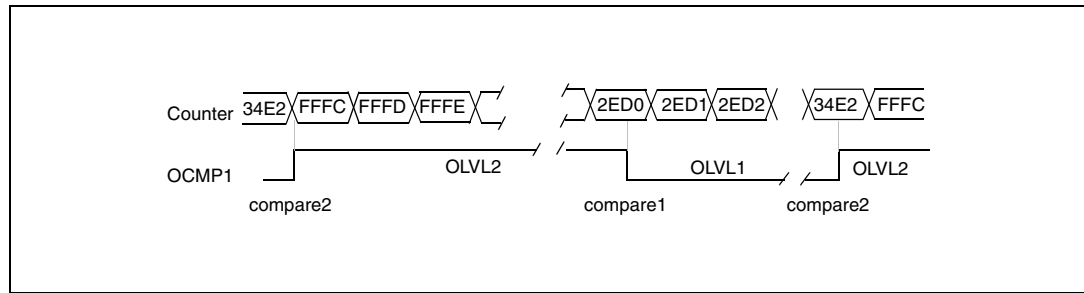 Counter 34E2 FFFC FFFD FFFE 2ED0 2ED1 2ED2 34E2 FFFC
OCMP1 OLVL2 OLVL1 OLVL2
compare2 compare1 compare2